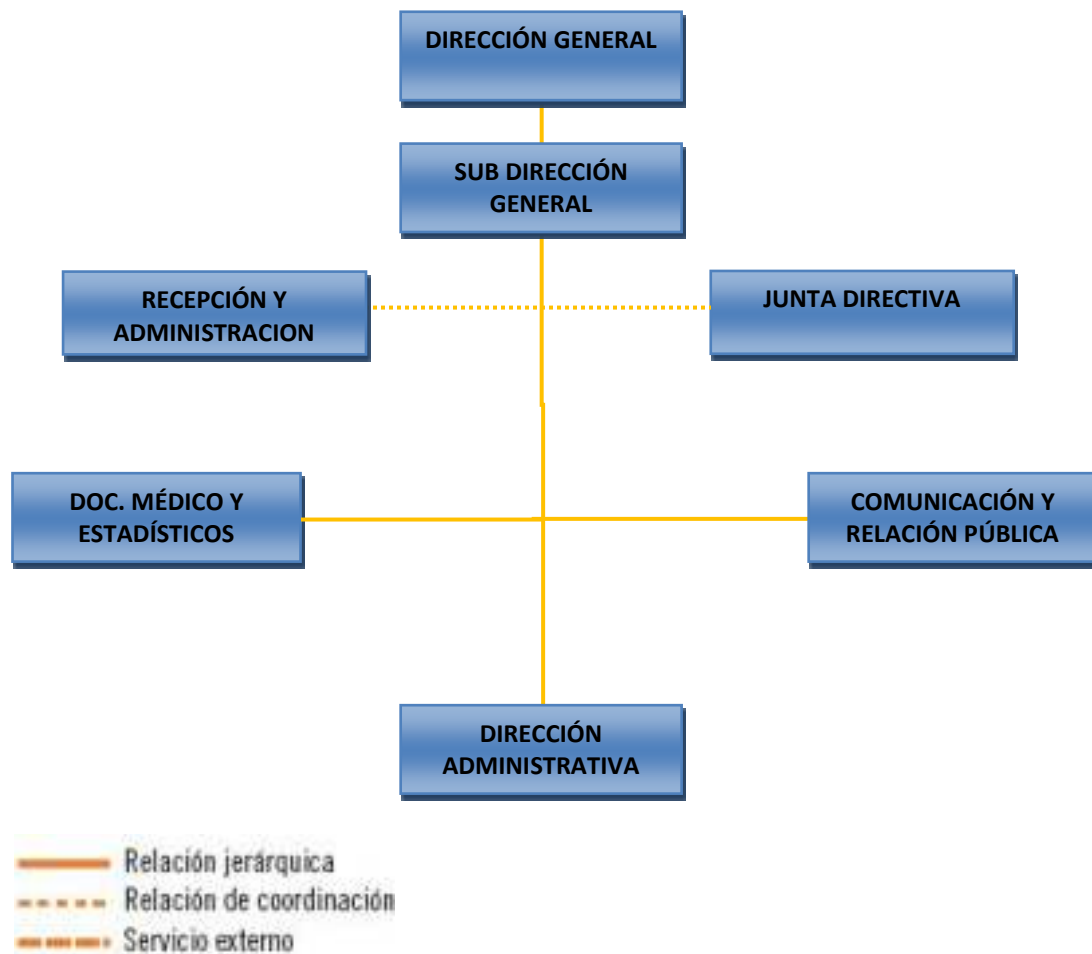 DIRECCIÓN GENERAL
SUB DIRECCIÓN
GENERAL
RECEPCIÓN Y
ADMINISTRACION
JUNTA DIRECTIVA
DOC. MÉDICO Y
ESTADÍSTICOS
COMUNICACIÓN Y
RELACIÓN PÚBLICA
DIRECCIÓN
ADMINISTRATIVA
Relación jerárquica
Relación de coordinación
Servicio externo